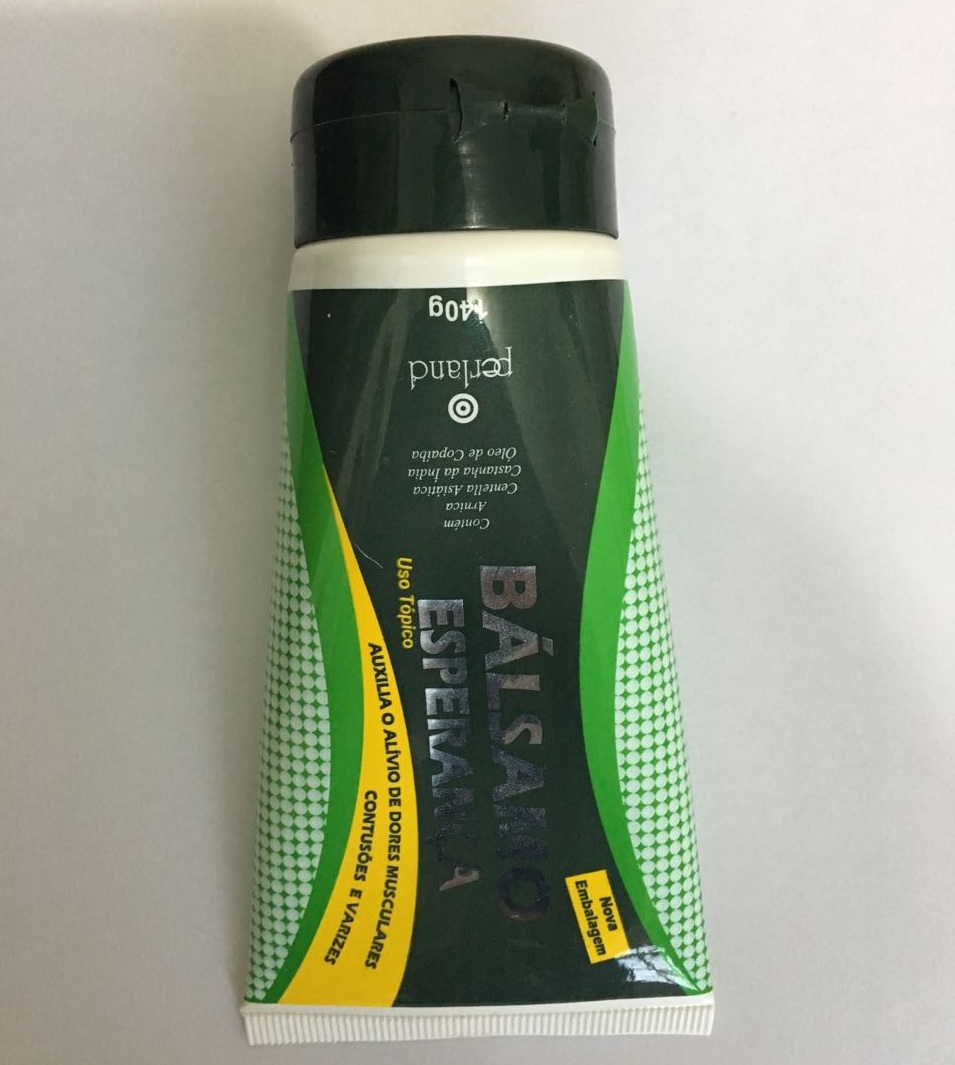 BÁLSAMO
ESPERANÇA
Uso Tópico
AUXILIA O ALÍVIO DE DORES MUSCULARES
CONTUSÕES E VARIZES
Nova
Embalagem
Contém
Arnica
Centella Asiática
Castanha da Índia
Óleo de Copaíba
perland
140g